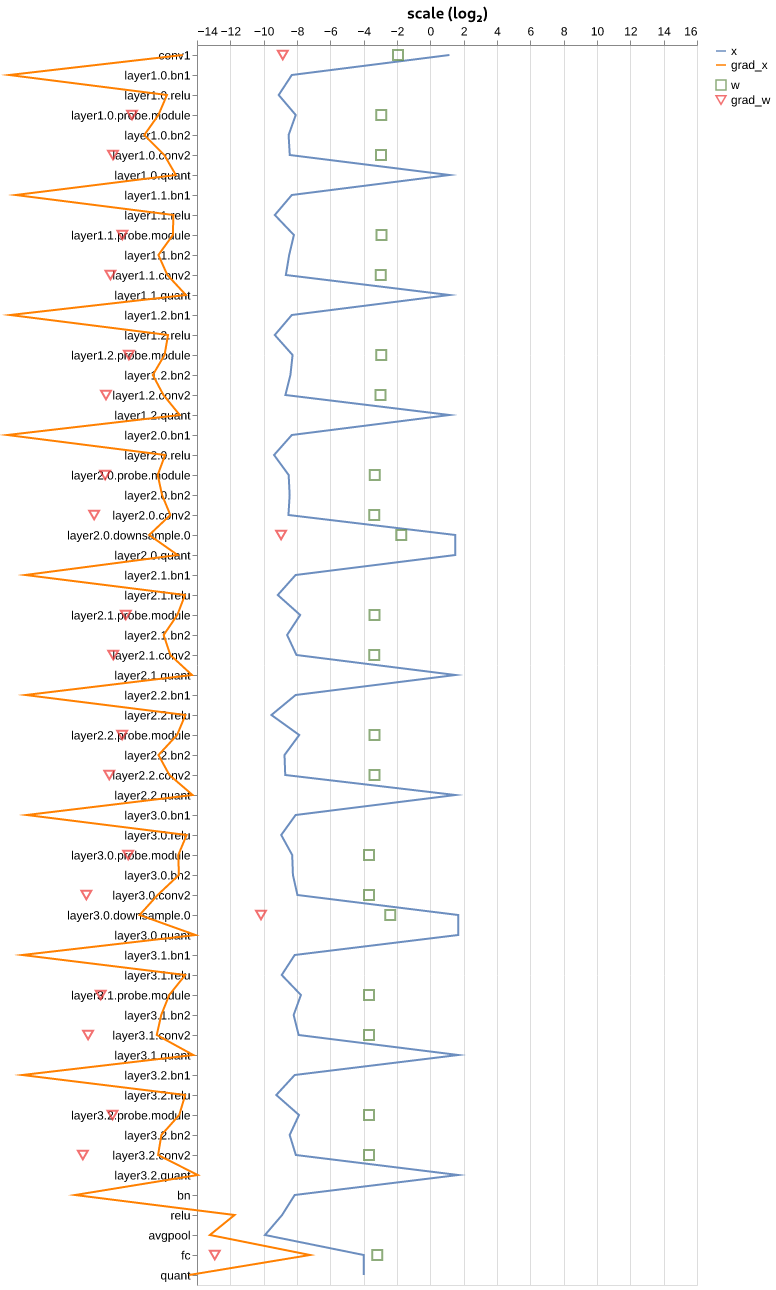 scale (log₂)
−14 −12 −10 −8 −6 −4 −2 0 2 4 6 8 10 12 14 16
x
grad_x
w
grad_w
conv1
layer1.0.bn1
layer1.0.relu
layer1.0.probe.module
layer1.0.bn2
layer1.0.conv2
layer1.0.quant
layer1.1.bn1
layer1.1.relu
layer1.1.probe.module
layer1.1.bn2
layer1.1.conv2
layer1.1.quant
layer1.2.bn1
layer1.2.relu
layer1.2.probe.module
layer1.2.bn2
layer1.2.conv2
layer1.2.quant
layer2.0.bn1
layer2.0.relu
layer2.0.probe.module
layer2.0.bn2
layer2.0.conv2
layer2.0.downsample.0
layer2.0.quant
layer2.1.bn1
layer2.1.relu
layer2.1.probe.module
layer2.1.bn2
layer2.1.conv2
layer2.1.quant
layer2.2.bn1
layer2.2.relu
layer2.2.probe.module
layer2.2.bn2
layer2.2.conv2
layer2.2.quant
layer3.0.bn1
layer3.0.relu
layer3.0.probe.module
layer3.0.bn2
layer3.0.conv2
layer3.0.downsample.0
layer3.0.quant
layer3.1.bn1
layer3.1.relu
layer3.1.probe.module
layer3.1.bn2
layer3.1.conv2
layer3.1.quant
layer3.2.bn1
layer3.2.relu
layer3.2.probe.module
layer3.2.bn2
layer3.2.conv2
layer3.2.quant
bn
relu
avgpool
fc
quant